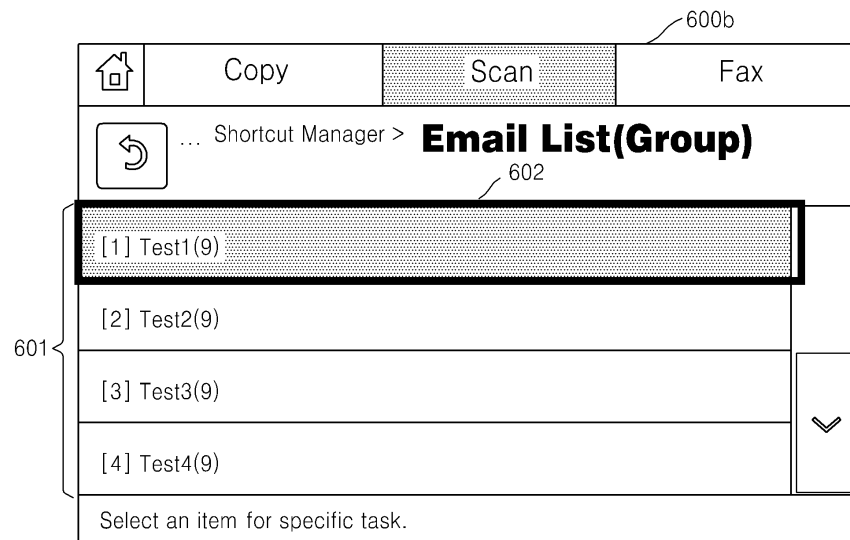 600b
Copy Scan Fax
... Shortcut Manager > Email List(Group)
602
[1] Test1(9)
[2] Test2(9)
601
[3] Test3(9)
[4] Test4(9)
Select an item for specific task.